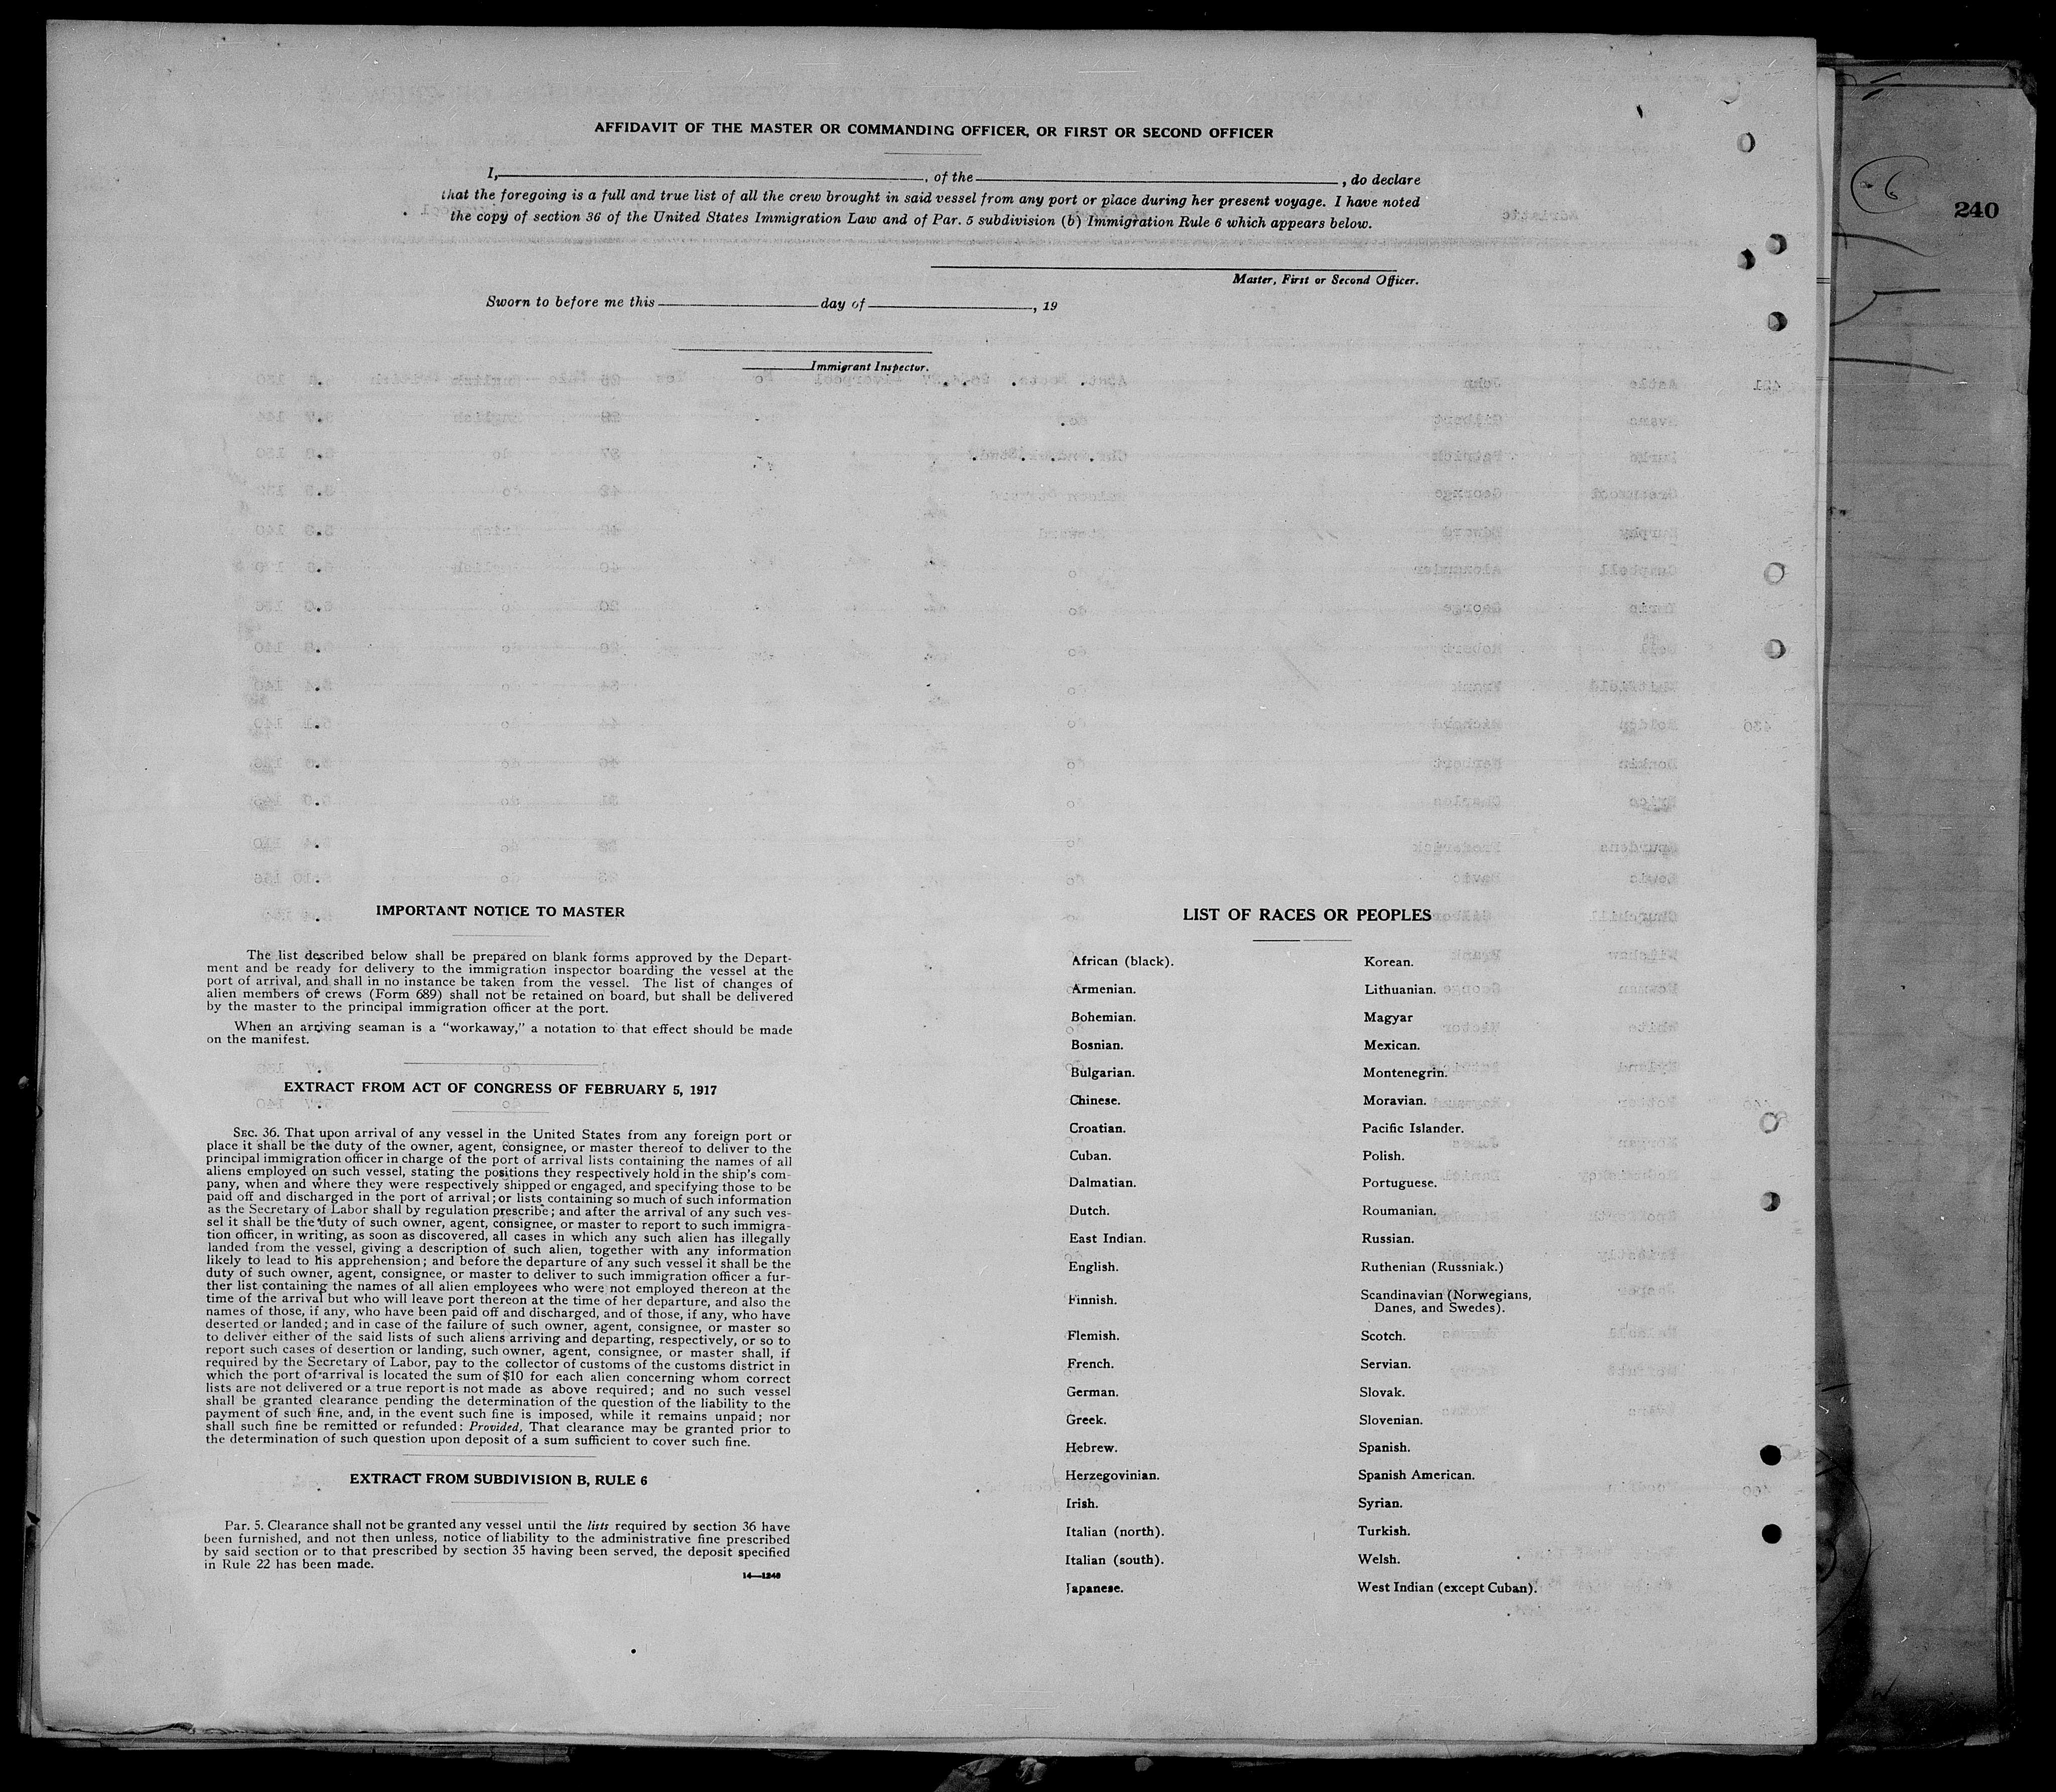 AFFIDAVIT OF THE MASTER OR COMMANDING OFFICER, OR FIRST OR SECOND OFFICER
I, , of the , do declare
that the foregoing is a full and true list of all the crew brought in said vessel from any port or place during her present voyage. I have noted
the copy of section 36 of the United States Immigration Law and of Par. 5 subdivision (b) Immigration Rule 6 which appears below.
Master, First or Second Officer.
Sworn to before me this day of , 19
Immigrant Inspector.
240
6
IMPORTANT NOTICE TO MASTER
The list described below shall be prepared on blank forms approved by the Depart-
ment and be ready for delivery to the immigration inspector boarding the vessel at the
port of arrival, and shall in no instance be taken from the vessel. The list of changes of
alien members of crews (Form 689) shall not be retained on board, but shall be delivered
by the master to the principal immigration officer at the port.
When an arriving seaman is a "workaway," a notation to that effect should be made
on the manifest.
EXTRACT FROM ACT OF CONGRESS OF FEBRUARY 5, 1917
SEC. 36. That upon arrival of any vessel in the United States from any foreign port or
place it shall be the duty of the owner, agent, consignee, or master thereof to deliver to the
principal immigration officer in charge of the port of arrival lists containing the names of all
aliens employed on such vessel, stating the positions they respectively hold in the ship's com-
pany, when and where they were respectively shipped or engaged, and specifying those to be
paid off and discharged in the port of arrival; or lists containing so much of such information
as the Secretary of Labor shall by regulation prescribe; and after the arrival of any such ves-
sel it shall be the duty of such owner, agent, consignee, or master to report to such immigra-
tion officer, in writing, as soon as discovered, all cases in which any such alien has illegally
landed from the vessel, giving a description of such alien, together with any information
likely to lead to his apprehension; and before the departure of any such vessel it shall be the
duty of such owner, agent, consignee, or master to deliver to such immigration officer a fur-
ther list containing the names of all alien employees who were not employed thereon at the
time of the arrival but who will leave port thereon at the time of her departure, and also the
names of those, if any, who have been paid off and discharged, and of those, if any, who have
deserted or landed; and in case of the failure of such owner, agent, consignee, or master so
to deliver either of the said lists of such aliens arriving and departing, respectively, or so to
report such cases of desertion or landing, such owner, agent, consignee, or master shall, if
required by the Secretary of Labor, pay to the collector of customs of the customs district in
which the port of arrival is located the sum of $10 for each alien concerning whom correct
lists are not delivered or a true report is not made as above required; and no such vessel
shall be granted clearance pending the determination of the question of the liability to the
payment of such fine, and, in the event such fine is imposed, while it remains unpaid; nor
shall such fine be remitted or refunded: Provided, That clearance may be granted prior to
the determination of such question upon deposit of a sum sufficient to cover such fine.
EXTRACT FROM SUBDIVISION B, RULE 6
Par. 5. Clearance shall not be granted any vessel until the lists required by section 36 have
been furnished, and not then unless, notice of liability to the administrative fine prescribed
by said section or to that prescribed by section 35 having been served, the deposit specified
in Rule 22 has been made.
14—1240
LIST OF RACES OR PEOPLES
African (black).
Armenian.
Bohemian.
Bosnian.
Bulgarian.
Chinese.
Croatian.
Cuban.
Dalmatian.
Dutch.
East Indian.
English.
Finnish.
Flemish.
French.
German.
Greek.
Hebrew.
Herzegovinian.
Irish.
Italian (north).
Italian (south).
Japanese.
Korean.
Lithuanian.
Magyar
Mexican.
Montenegrin.
Moravian.
Pacific Islander.
Polish.
Portuguese.
Roumanian.
Russian.
Ruthenian (Russniak.)
Scandinavian (Norwegians,
Danes, and Swedes).
Scotch.
Servian.
Slovak.
Slovenian.
Spanish.
Spanish American.
Syrian.
Turkish.
Welsh.
West Indian (except Cuban).